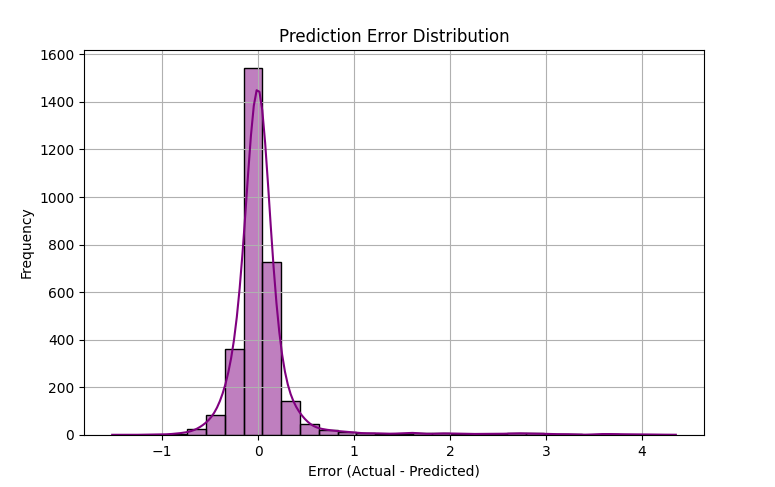 Prediction Error Distribution
1600
1400
1200
1000
800
600
400
200
0
Frequency
−1 0 1 2 3 4
Error (Actual - Predicted)